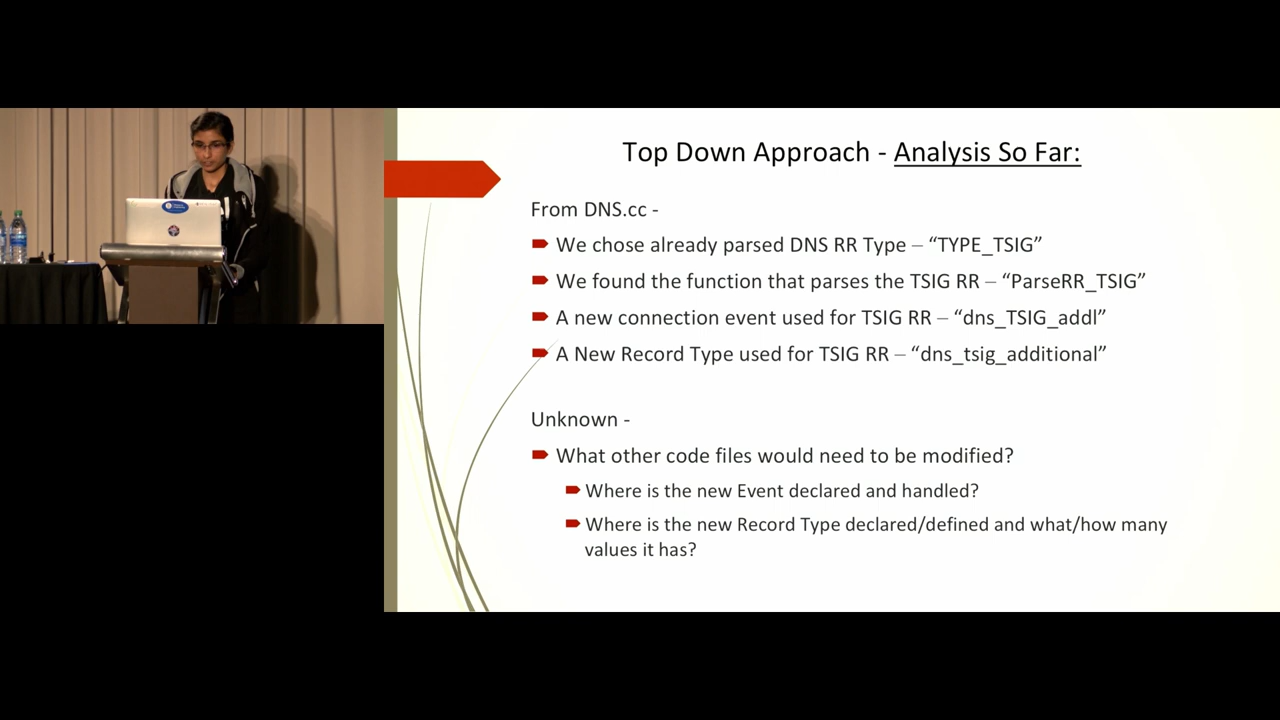 Top Down Approach - Analysis So Far:
From DNS.cc -
We chose already parsed DNS RR Type – “TYPE_TSIG”
We found the function that parses the TSIG RR – “ParseRR_TSIG”
A new connection event used for TSIG RR – “dns_TSIG_addl”
A New Record Type used for TSIG RR – “dns_tsig_additional”
Unknown -
What other code files would need to be modified?
Where is the new Event declared and handled?
Where is the new Record Type declared/defined and what/how many
values it has?